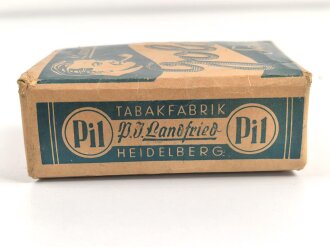 TABAKFABRIK
Pil P. J. Landfried Pil
HEIDELBERG